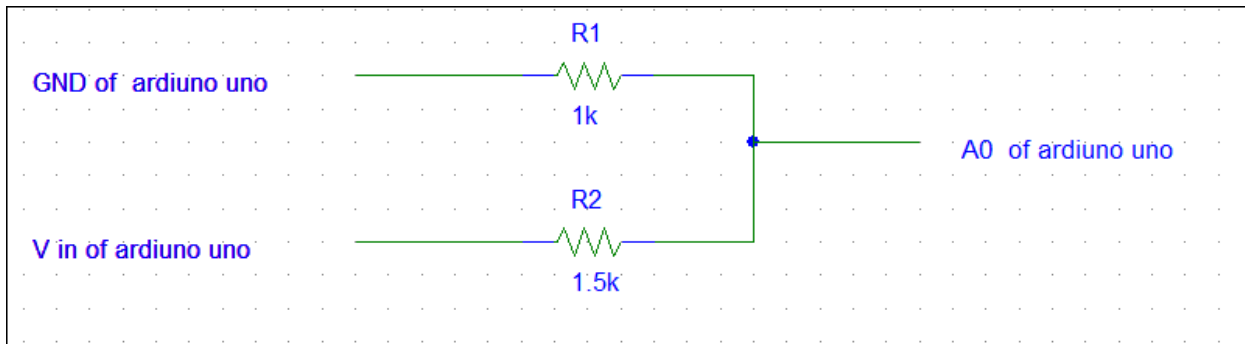 R1
GND of ardiuno uno
1k
A0 of ardiuno uno
R2
V in of ardiuno uno
1.5k